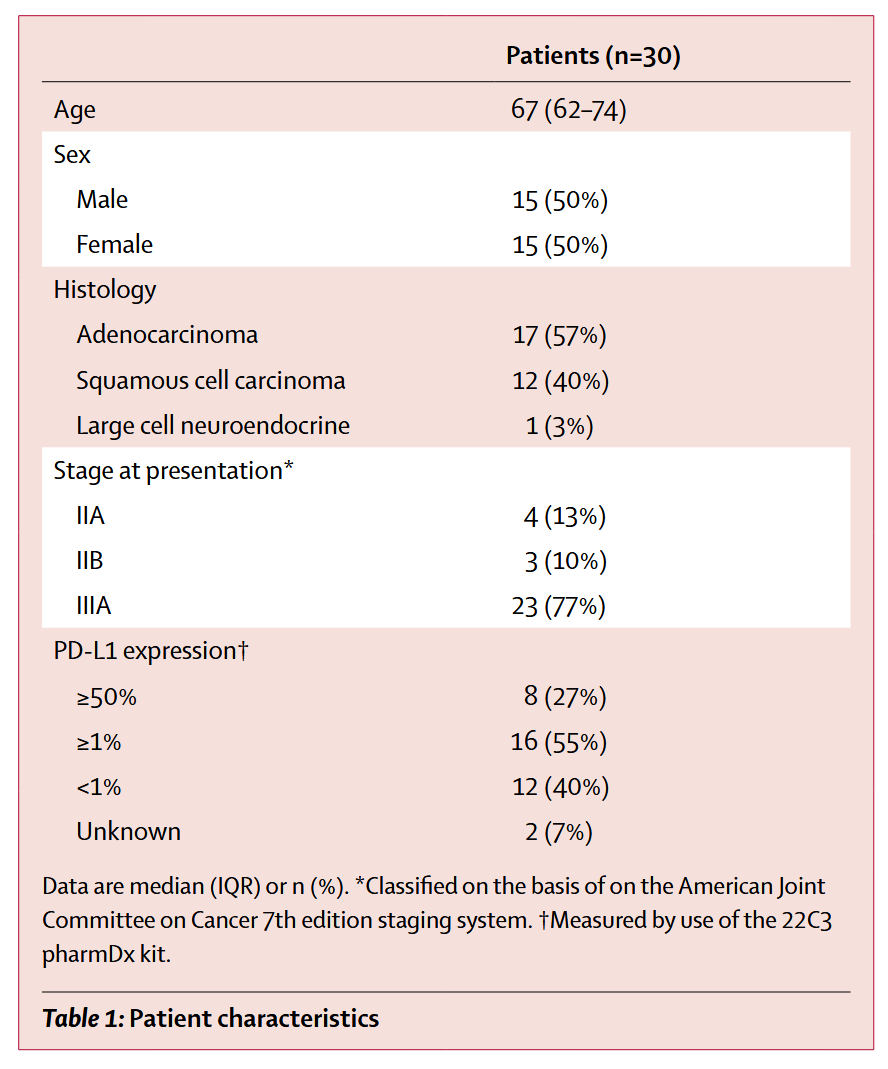 Patients (n=30)
Age 67 (62–74)
Sex
Male 15 (50%)
Female 15 (50%)
Histology
Adenocarcinoma 17 (57%)
Squamous cell carcinoma 12 (40%)
Large cell neuroendocrine 1 (3%)
Stage at presentation*
IIA 4 (13%)
IIB 3 (10%)
IIIA 23 (77%)
PD-L1 expression†
≥50% 8 (27%)
≥1% 16 (55%)
<1% 12 (40%)
Unknown 2 (7%)
Data are median (IQR) or n (%). *Classified on the basis of on the American Joint
Committee on Cancer 7th edition staging system. †Measured by use of the 22C3
pharmDx kit.
Table 1: Patient characteristics